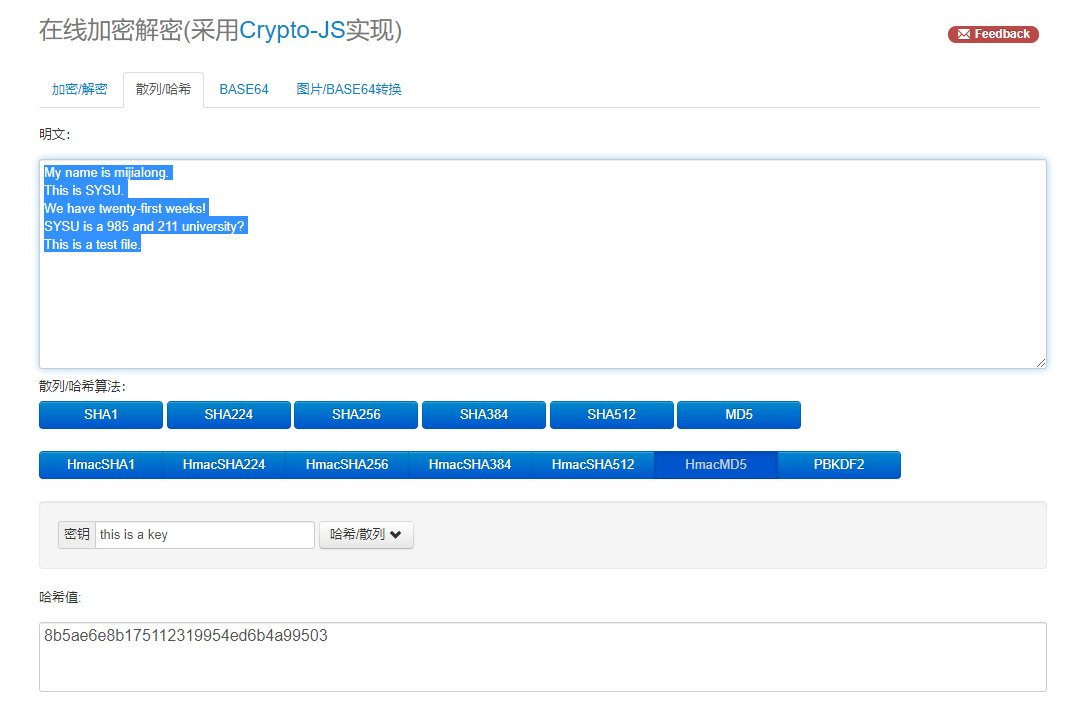 在线加密解密(采用Crypto-JS实现)
Feedback
加密/解密 散列/哈希 BASE64 图片/BASE64转换
明文:
My name is mijialong.
This is SYSU.
We have twenty-first weeks!
SYSU is a 985 and 211 university?
This is a test file.
散列/哈希算法:
SHA1 SHA224 SHA256 SHA384 SHA512 MD5
HmacSHA1 HmacSHA224 HmacSHA256 HmacSHA384 HmacSHA512 HmacMD5 PBKDF2
密钥 this is a key 哈希/散列
哈希值:
8b5ae6e8b175112319954ed6b4a99503